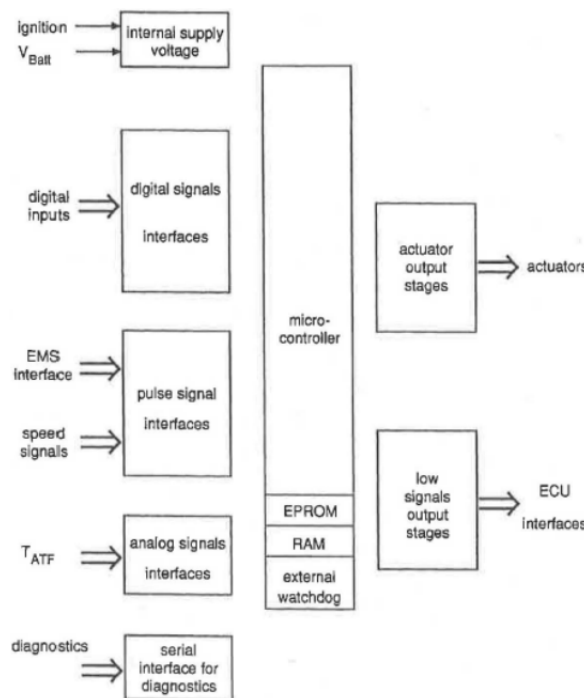 ignition
V_Batt
internal supply
voltage
digital
inputs
digital signals
interfaces
EMS
interface
speed
signals
pulse signal
interfaces
T_ATF
analog signals
interfaces
diagnostics
serial
interface for
diagnostics
micro-
controller
EPROM
RAM
external
watchdog
actuator
output
stages
actuators
low
signals
output
stages
ECU
interfaces